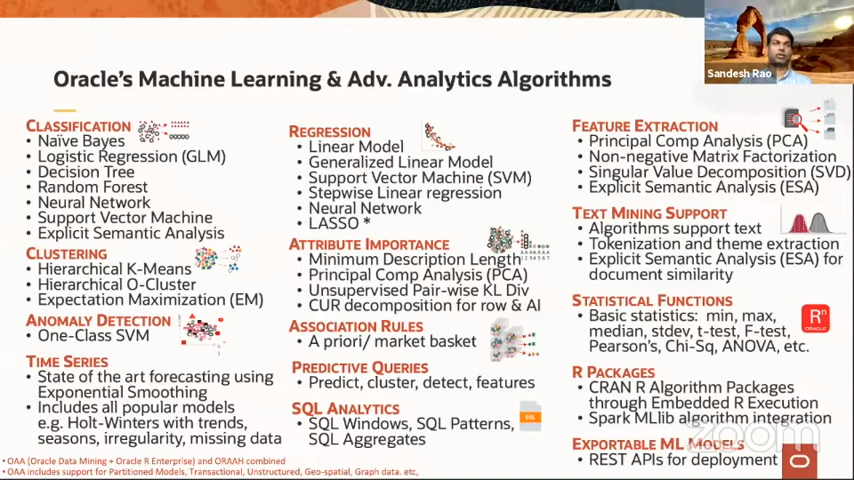 Sandesh Rao
Oracle's Machine Learning & Adv. Analytics Algorithms
CLASSIFICATION
• Naïve Bayes
• Logistic Regression (GLM)
• Decision Tree
• Random Forest
• Neural Network
• Support Vector Machine
• Explicit Semantic Analysis
CLUSTERING
• Hierarchical K-Means
• Hierarchical O-Cluster
• Expectation Maximization (EM)
ANOMALY DETECTION
• One-Class SVM
TIME SERIES
• State of the art forecasting using
Exponential Smoothing
• Includes all popular models
e.g. Holt-Winters with trends,
seasons, irregularity, missing data
REGRESSION
• Linear Model
• Generalized Linear Model
• Support Vector Machine (SVM)
• Stepwise Linear regression
• Neural Network
• LASSO *
ATTRIBUTE IMPORTANCE
• Minimum Description Length
• Principal Comp Analysis (PCA)
• Unsupervised Pair-wise KL Div
• CUR decomposition for row & AI
ASSOCIATION RULES
• A priori/ market basket
PREDICTIVE QUERIES
• Predict, cluster, detect, features
SQL ANALYTICS
• SQL Windows, SQL Patterns,
SQL Aggregates
SQL
FEATURE EXTRACTION
• Principal Comp Analysis (PCA)
• Non-negative Matrix Factorization
• Singular Value Decomposition (SVD)
• Explicit Semantic Analysis (ESA)
TEXT MINING SUPPORT
• Algorithms support text
• Tokenization and theme extraction
• Explicit Semantic Analysis (ESA) for
document similarity
STATISTICAL FUNCTIONS
• Basic statistics: min, max,
median, stdev, t-test, F-test,
Pearson's, Chi-Sq, ANOVA, etc.
Rn
ORACLE
R PACKAGES
• CRAN R Algorithm Packages
through Embedded R Execution
• Spark MLlib algorithm integration
EXPORTABLE ML MODELS
• REST APIs for deployment
zoom
• OAA (Oracle Data Mining + Oracle R Enterprise) and ORAAH combined
• OAA includes support for Partitioned Models, Transactional, Unstructured, Geo-spatial, Graph data. etc,